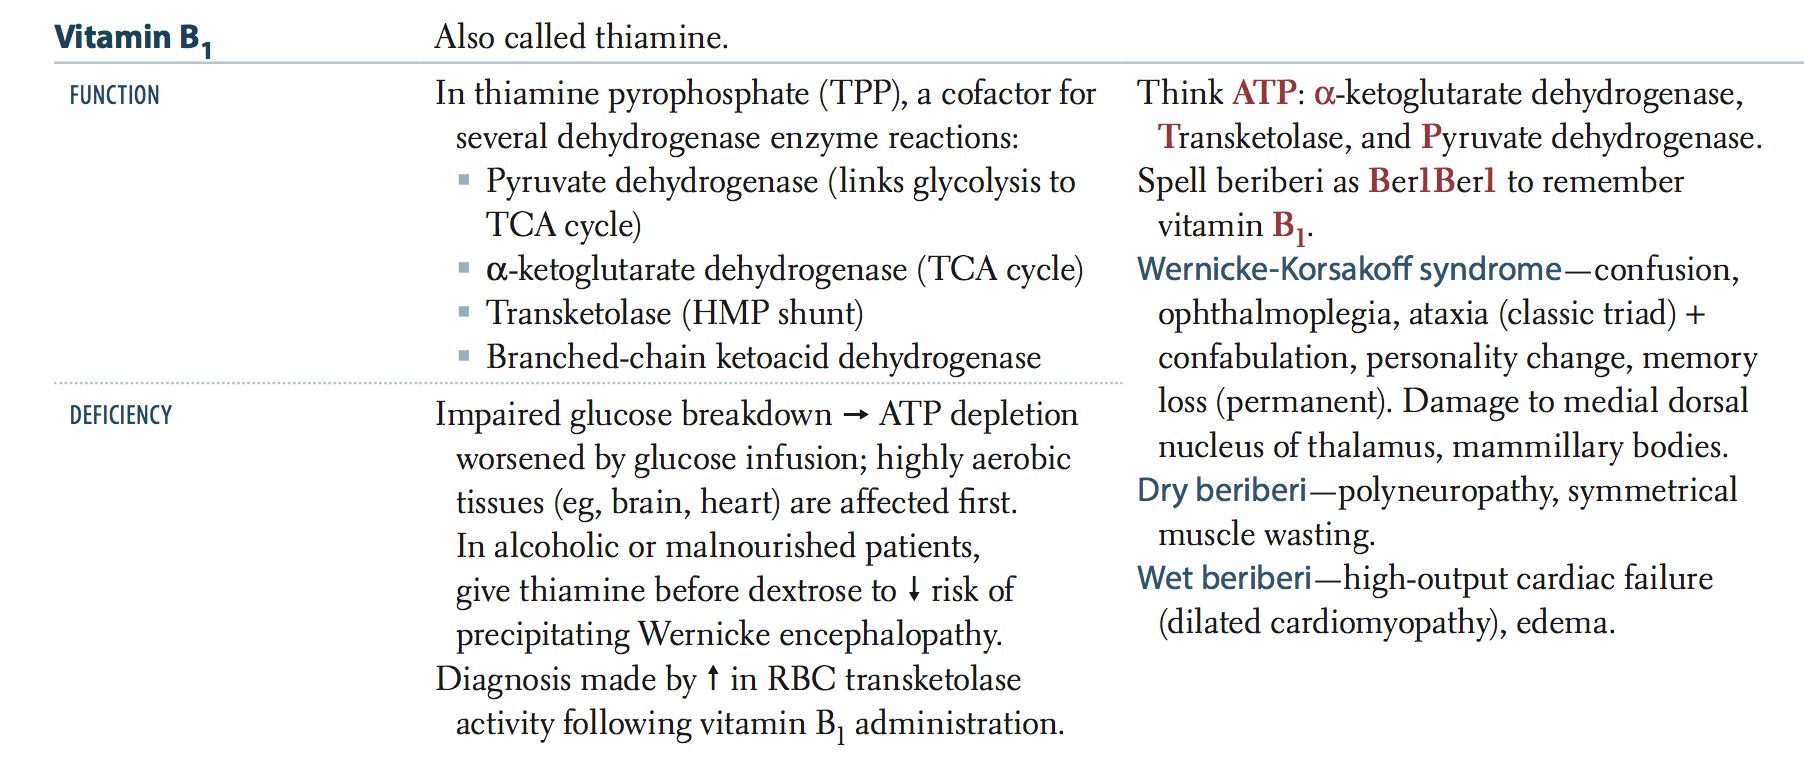 Vitamin B1
Also called thiamine.
FUNCTION
In thiamine pyrophosphate (TPP), a cofactor for
several dehydrogenase enzyme reactions:
▪ Pyruvate dehydrogenase (links glycolysis to
TCA cycle)
▪ α-ketoglutarate dehydrogenase (TCA cycle)
▪ Transketolase (HMP shunt)
▪ Branched-chain ketoacid dehydrogenase
DEFICIENCY
Impaired glucose breakdown → ATP depletion
worsened by glucose infusion; highly aerobic
tissues (eg, brain, heart) are affected first.
In alcoholic or malnourished patients,
give thiamine before dextrose to ↓ risk of
precipitating Wernicke encephalopathy.
Diagnosis made by ↑ in RBC transketolase
activity following vitamin B1 administration.
Think ATP: α-ketoglutarate dehydrogenase,
Transketolase, and Pyruvate dehydrogenase.
Spell beriberi as Ber1Ber1 to remember
vitamin B1.
Wernicke-Korsakoff syndrome—confusion,
ophthalmoplegia, ataxia (classic triad) +
confabulation, personality change, memory
loss (permanent). Damage to medial dorsal
nucleus of thalamus, mammillary bodies.
Dry beriberi—polyneuropathy, symmetrical
muscle wasting.
Wet beriberi—high-output cardiac failure
(dilated cardiomyopathy), edema.